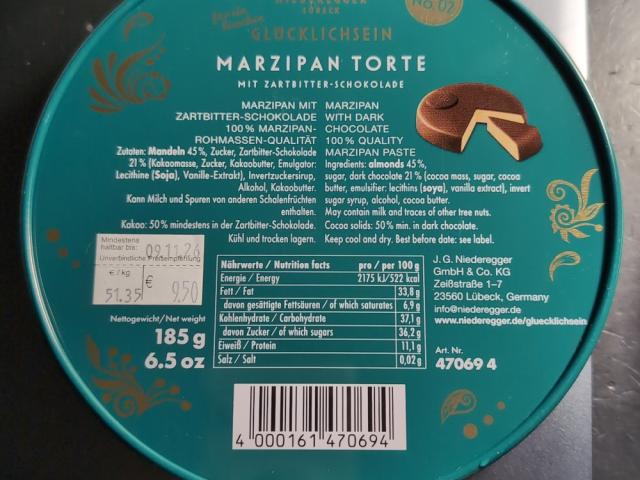 NIEDEREGGER
LÜBECK
No. 02
GLÜCKLICHSEIN
MARZIPAN TORTE
MIT ZARTBITTER-SCHOKOLADE
MARZIPAN MIT
ZARTBITTER-SCHOKOLADE
100% MARZIPAN-
ROHMASSEN-QUALITÄT
Zutaten: Mandeln 45%, Zucker, Zartbitter-Schokolade
21% (Kakaomasse, Zucker, Kakaobutter, Emulgator:
Lecithine (Soja), Vanille-Extrakt), Invertzuckersirup,
Alkohol, Kakaobutter.
Kann Milch und Spuren von anderen Schalenfrüchten
enthalten.
Kakao: 50% mindestens in der Zartbitter-Schokolade.
Kühl und trocken lagern.
MARZIPAN
WITH DARK
CHOCOLATE
100% QUALITY
MARZIPAN PASTE
Ingredients: almonds 45%,
sugar, dark chocolate 21% (cocoa mass, sugar, cocoa
butter, emulsifier: lecithins (soya), vanilla extract), invert
sugar syrup, alcohol, cocoa butter.
May contain milk and traces of other tree nuts.
Cocoa solids: 50% min. in dark chocolate.
Keep cool and dry. Best before date: see label.
Mindestens
haltbar bis: 09.11.24
Unverbindliche Preisempfehlung
€/kg
51.35
€ 9.50
Nettogewicht/Net weight
185 g
6.5 oz
Nährwerte / Nutrition facts pro / per 100 g
Energie / Energy 2175 kJ/522 kcal
Fett / Fat 33,8 g
davon gesättigte Fettsäuren / of which saturates 6,9 g
Kohlenhydrate / Carbohydrate 37,1 g
davon Zucker / of which sugars 36,2 g
Eiweiß / Protein 11,1 g
Salz / Salt 0,02 g
J.G. Niederegger
GmbH & Co. KG
Zeißstraße 1-7
23560 Lübeck, Germany
info@niederegger.de
www.niederegger.de/gluecklichsein
Art. Nr.
47069 4
4 000161 470694